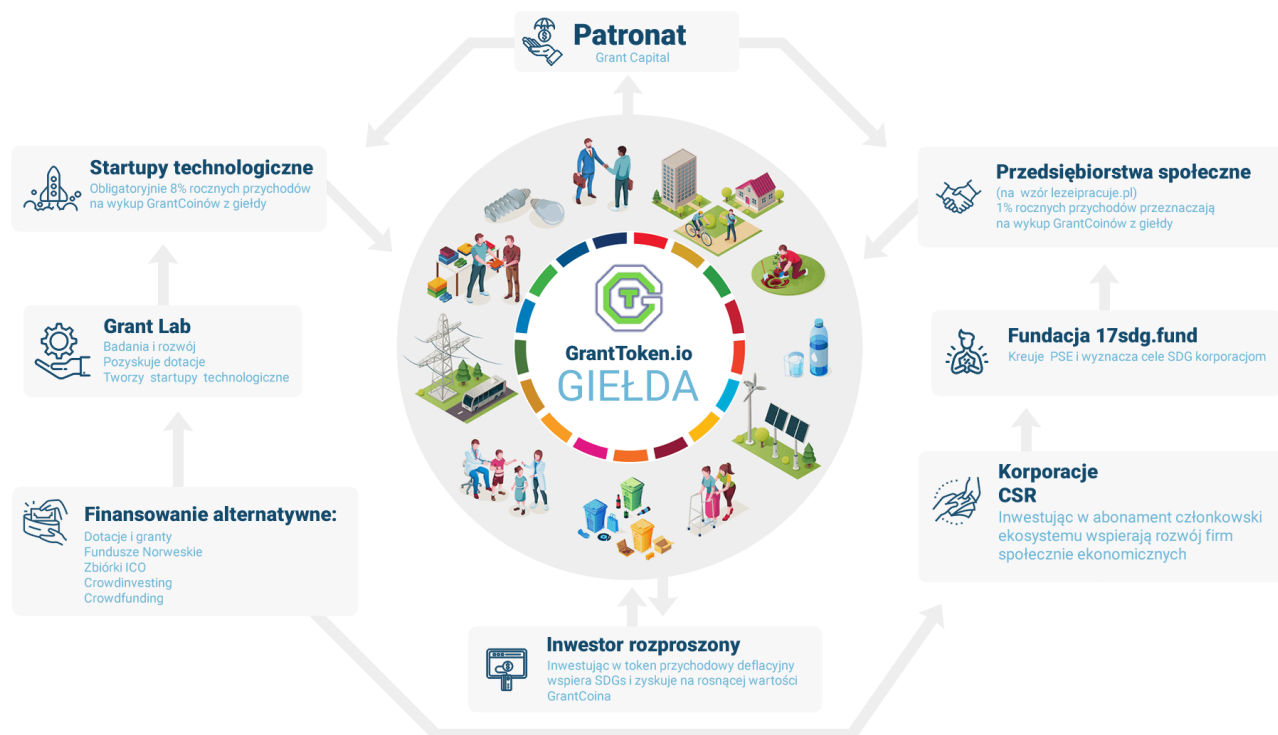 Patronat
Grant Capital
Startupy technologiczne
Obligatoryjnie 8% rocznych przychodów
na wykup GrantCoinów z giełdy
Przedsiębiorstwa społeczne
(na wzór lezeipracuje.pl)
1% rocznych przychodów przeznaczają
na wykup GrantCoinów z giełdy
Grant Lab
Badania i rozwój
Pozyskuje dotacje
Tworzy startupy technologiczne
GrantToken.io
GIEŁDA
Fundacja 17sdg.fund
Kreuje PSE i wyznacza cele SDG korporacjom
Finansowanie alternatywne:
Dotacje i granty
Fundusze Norweskie
Zbiórki ICO
Crowdinvesting
Crowdfunding
Korporacje
CSR
Inwestując w abonament członkowski
ekosystemu wspierają rozwój firm
społecznie ekonomicznych
Inwestor rozproszony
Inwestując w token przychodowy deflacyjny
wspiera SDGs i zyskuje na rosnącej wartości
GrantCoina